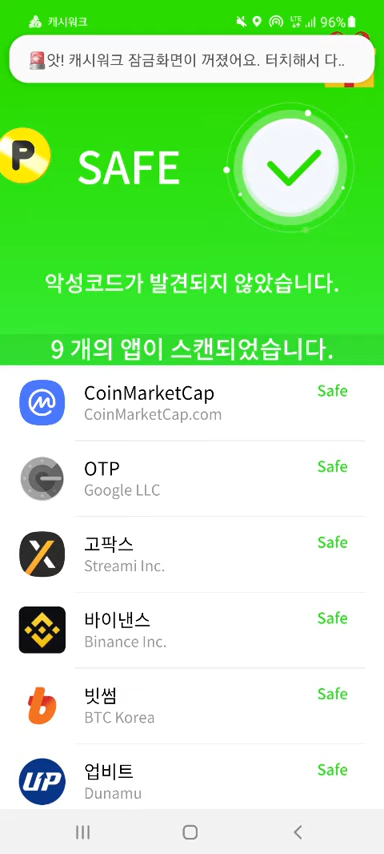 캐시워크
LTE
96%
🚨앗! 캐시워크 잠금화면이 꺼졌어요. 터치해서 다..
P
SAFE
악성코드가 발견되지 않았습니다.
9 개의 앱이 스캔되었습니다.
CoinMarketCap
Safe
CoinMarketCap.com
OTP
Safe
Google LLC
고팍스
Safe
Streami Inc.
바이낸스
Safe
Binance Inc.
빗썸
Safe
BTC Korea
업비트
Safe
UP
Dunamu